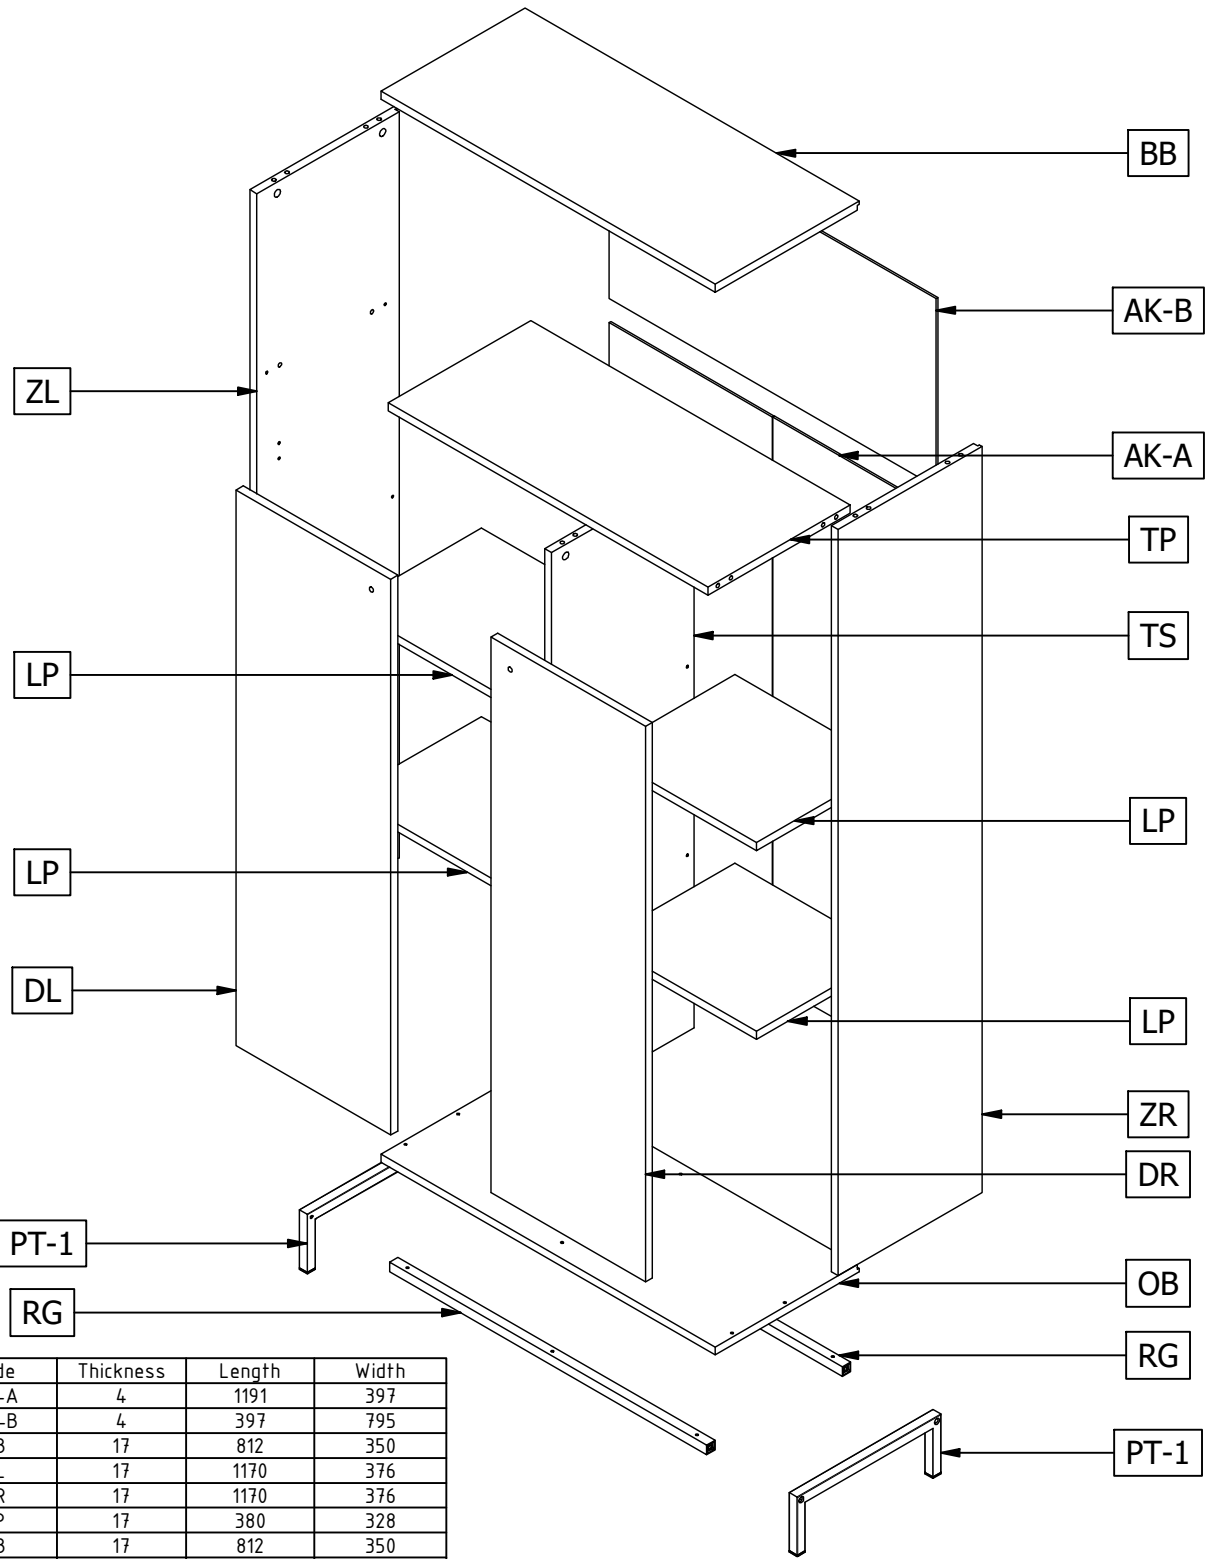 BB
AK-B
ZL
AK-A
TP
TS
LP
LP
LP
DL
LP
ZR
DR
PT-1
OB
RG
RG
PT-1
de Thickness Length Width
-A 4 1191 397
-B 4 397 795
B 17 812 350
L 17 1170 376
R 17 1170 376
P 17 380 328
B 17 812 350